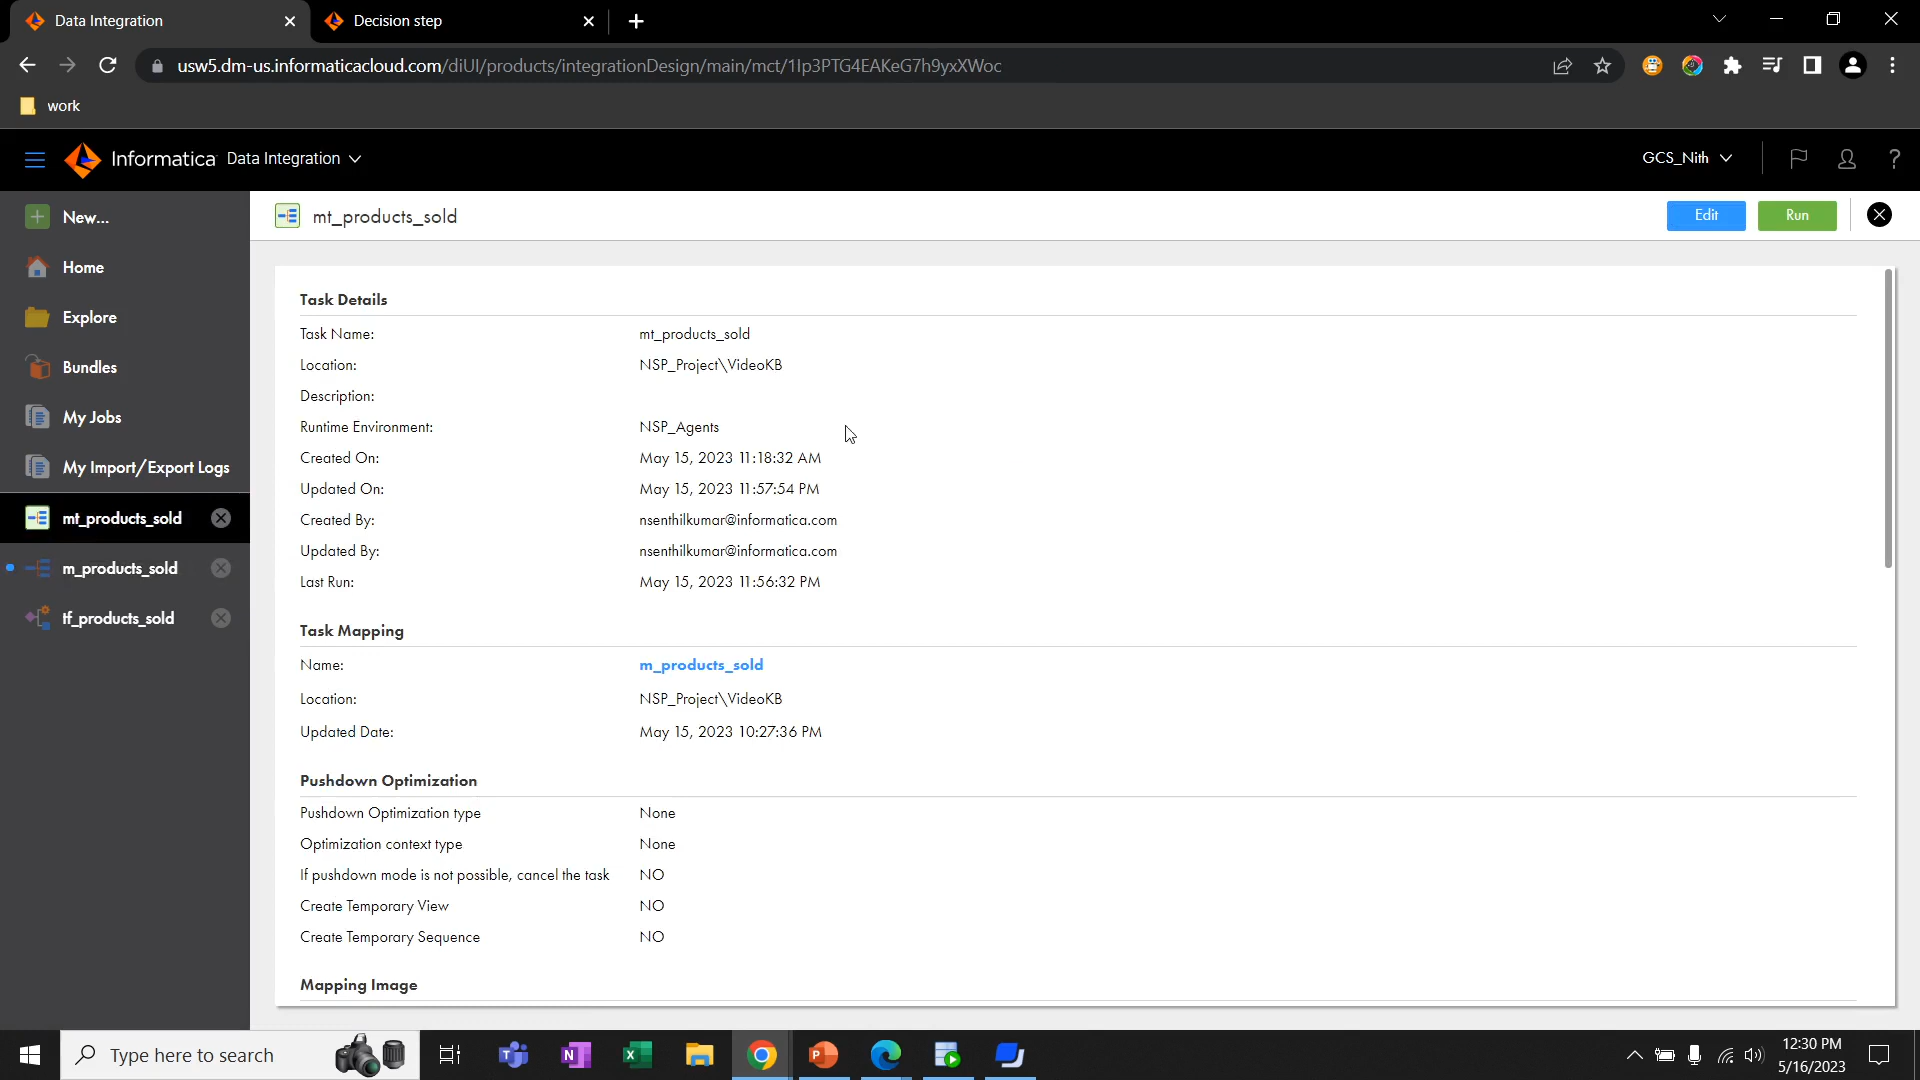 Data Integration
Decision step
usw5.dm-us.informaticacloud.com/diUI/products/integrationDesign/main/mct/1Ip3PTG4EAKeG7h9yxXWoc
work
Informatica Data Integration
GCS_Nith
?
New...
Home
Explore
Bundles
My Jobs
My Import/Export Logs
mt_products_sold
m_products_sold
tf_products_sold
mt_products_sold
Edit
Run
Task Details
Task Name: mt_products_sold
Location: NSP_Project\VideoKB
Description:
Runtime Environment: NSP_Agents
Created On: May 15, 2023 11:18:32 AM
Updated On: May 15, 2023 11:57:54 PM
Created By: nsenthilkumar@informatica.com
Updated By: nsenthilkumar@informatica.com
Last Run: May 15, 2023 11:56:32 PM
Task Mapping
Name: m_products_sold
Location: NSP_Project\VideoKB
Updated Date: May 15, 2023 10:27:36 PM
Pushdown Optimization
Pushdown Optimization type None
Optimization context type None
If pushdown mode is not possible, cancel the task NO
Create Temporary View NO
Create Temporary Sequence NO
Mapping Image
Type here to search
12:30 PM
5/16/2023